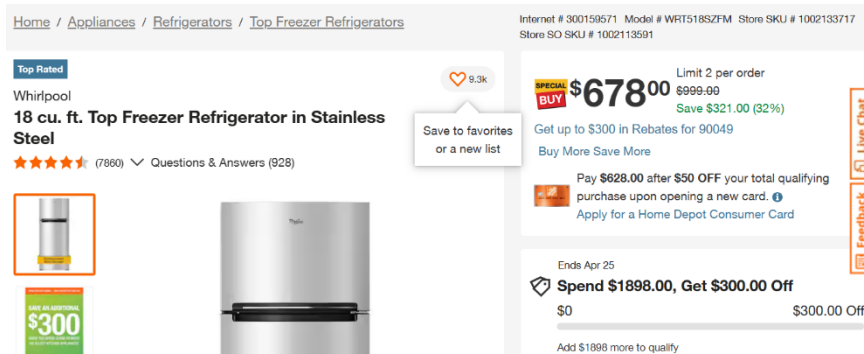 Home / Appliances / Refrigerators / Top Freezer Refrigerators
Internet # 300159571 Model # WRT518SZFM Store SKU # 1002133717
Store SO SKU # 1002113591
Top Rated
9.3k
Whirlpool
18 cu. ft. Top Freezer Refrigerator in Stainless
Steel
(7860) Questions & Answers (928)
Save to favorites
or a new list
SPECIAL
BUY
$67800
Limit 2 per order
$999.00
Save $321.00 (32%)
Get up to $300 in Rebates for 90049
Buy More Save More
Pay $628.00 after $50 OFF your total qualifying
purchase upon opening a new card.
Apply for a Home Depot Consumer Card
Live Chat
Feedback
Ends Apr 25
Spend $1898.00, Get $300.00 Off
$0 $300.00 Off
Add $1898 more to qualify
Whirlpool
SAVE AN ADDITIONAL
$300